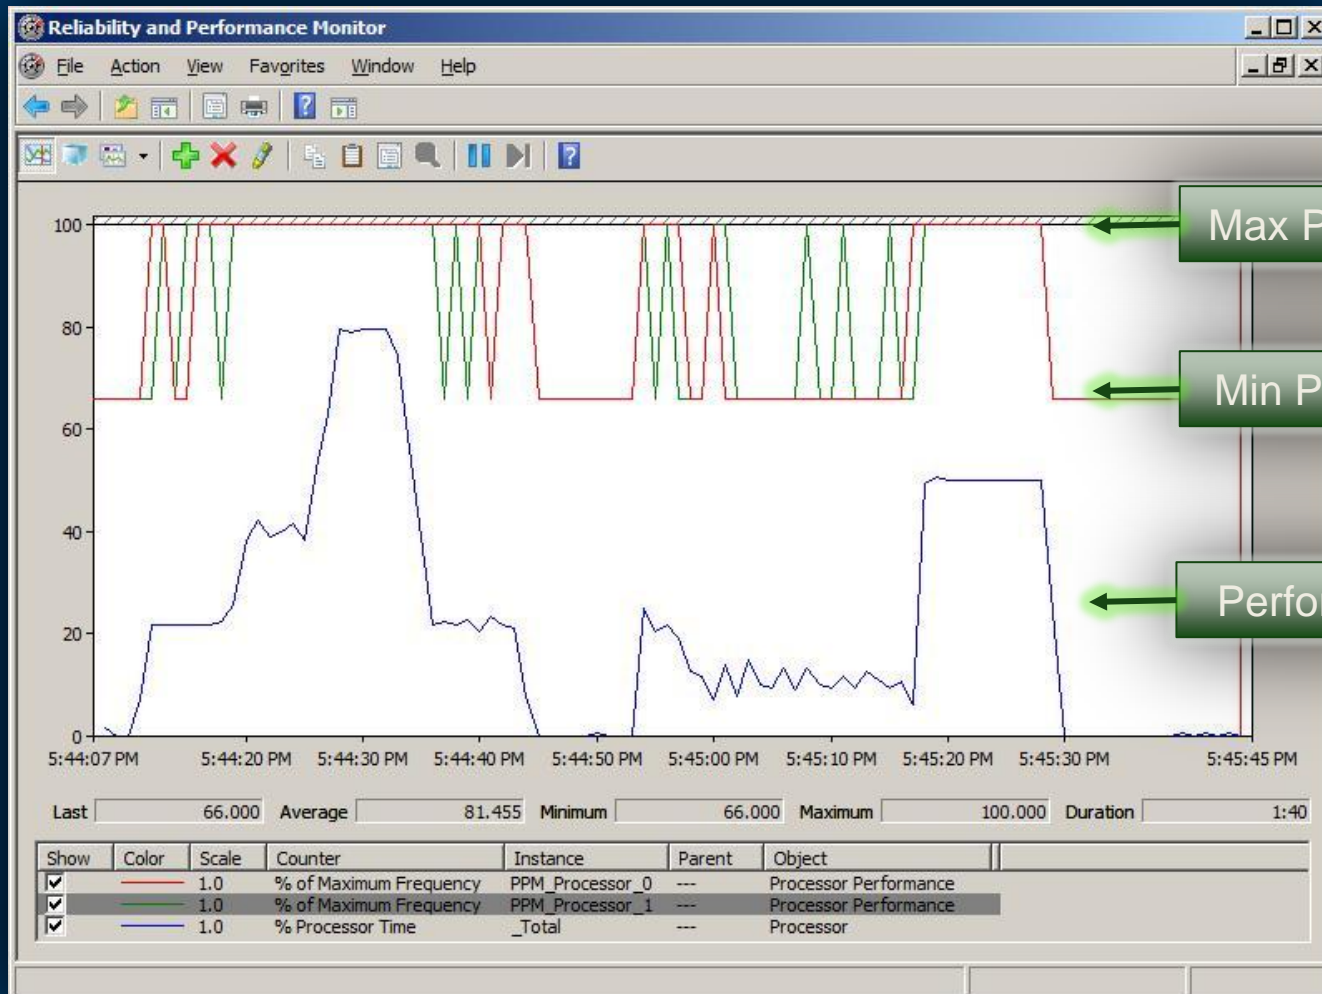 Reliability and Performance Monitor
File Action View Favorites Window Help
100
Max P
80
Min P
60
40
Perfor
20
0
5:44:07 PM 5:44:20 PM 5:44:30 PM 5:44:40 PM 5:44:50 PM 5:45:00 PM 5:45:10 PM 5:45:20 PM 5:45:30 PM 5:45:45 PM
Last 66.000 Average 81.455 Minimum 66.000 Maximum 100.000 Duration 1:40
Show Color Scale Counter Instance Parent Object
1.0 % of Maximum Frequency PPM_Processor_0 --- Processor Performance
1.0 % of Maximum Frequency PPM_Processor_1 --- Processor Performance
1.0 % Processor Time _Total --- Processor